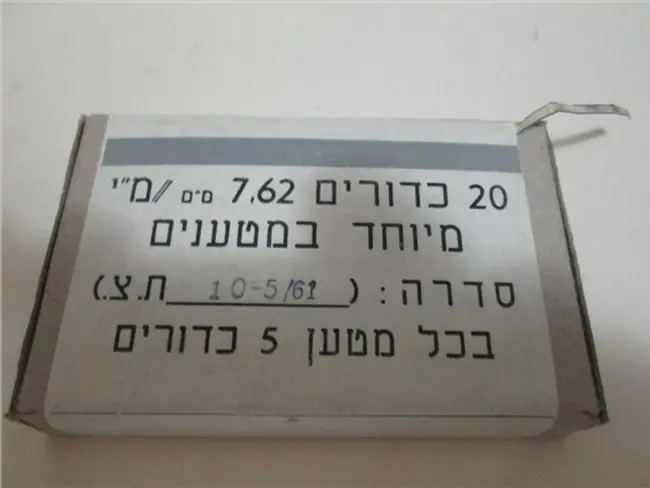 20 כדורים 7,62 מ״מ //מ״י
מיוחד במטענים
סדרה: (10-5/61 ת.צ.)
בכל מטען 5 כדורים